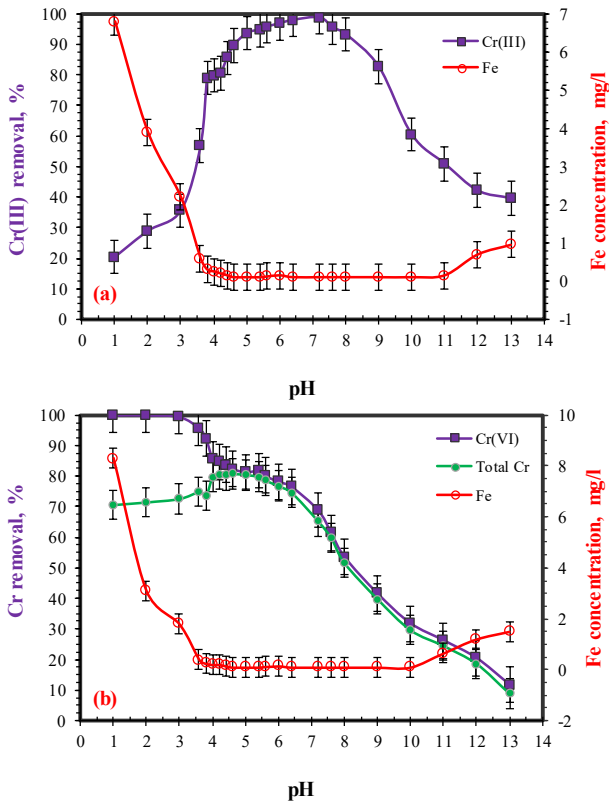 100
90
80
70
60
50
40
30
20
10
0
Cr(III) removal, %
Cr(III)
Fe
7
6
5
4
3
2
1
0
-1
Fe concentration, mg/l
(a)
0 1 2 3 4 5 6 7 8 9 10 11 12 13 14
pH
100
90
80
70
60
50
40
30
20
10
0
Cr removal, %
Cr(VI)
Total Cr
Fe
10
8
6
4
2
0
-2
Fe concentration, mg/l
(b)
0 1 2 3 4 5 6 7 8 9 10 11 12 13 14
pH